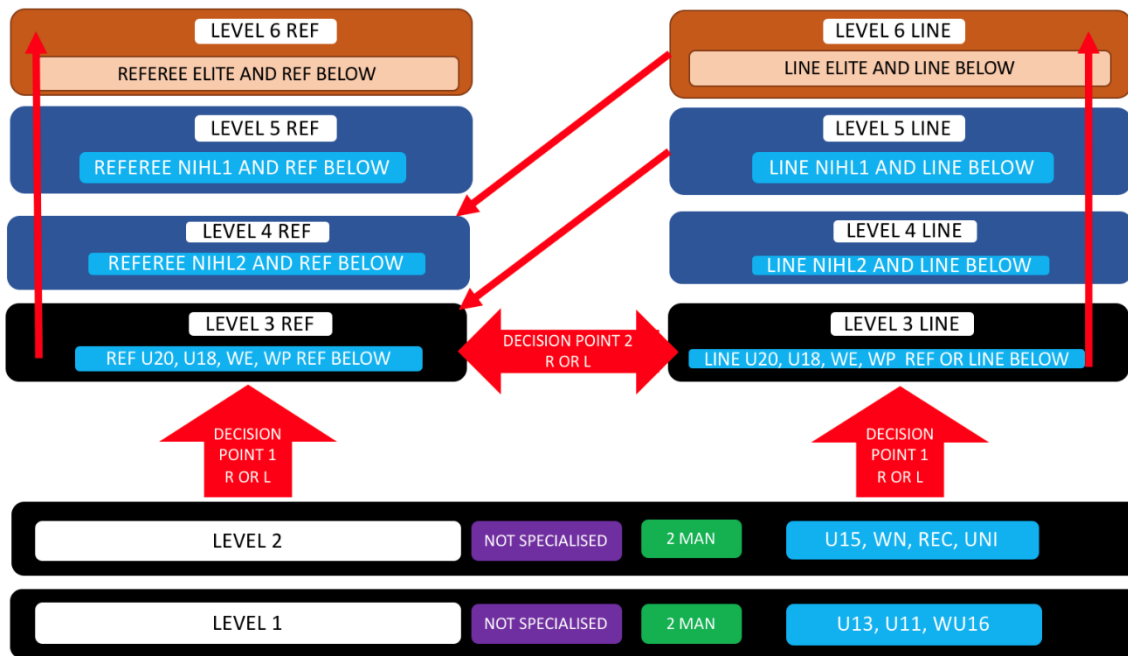 LEVEL 6 REF
REFEREE ELITE AND REF BELOW
LEVEL 6 LINE
LINE ELITE AND LINE BELOW
LEVEL 5 REF
REFEREE NIHL1 AND REF BELOW
LEVEL 5 LINE
LINE NIHL1 AND LINE BELOW
LEVEL 4 REF
REFEREE NIHL2 AND REF BELOW
LEVEL 4 LINE
LINE NIHL2 AND LINE BELOW
LEVEL 3 REF
REF U20, U18, WE, WP REF BELOW
DECISION POINT 2
R OR L
LEVEL 3 LINE
LINE U20, U18, WE, WP REF OR LINE BELOW
DECISION
POINT 1
R OR L
DECISION
POINT 1
R OR L
LEVEL 2
NOT SPECIALISED
2 MAN
U15, WN, REC, UNI
LEVEL 1
NOT SPECIALISED
2 MAN
U13, U11, WU16